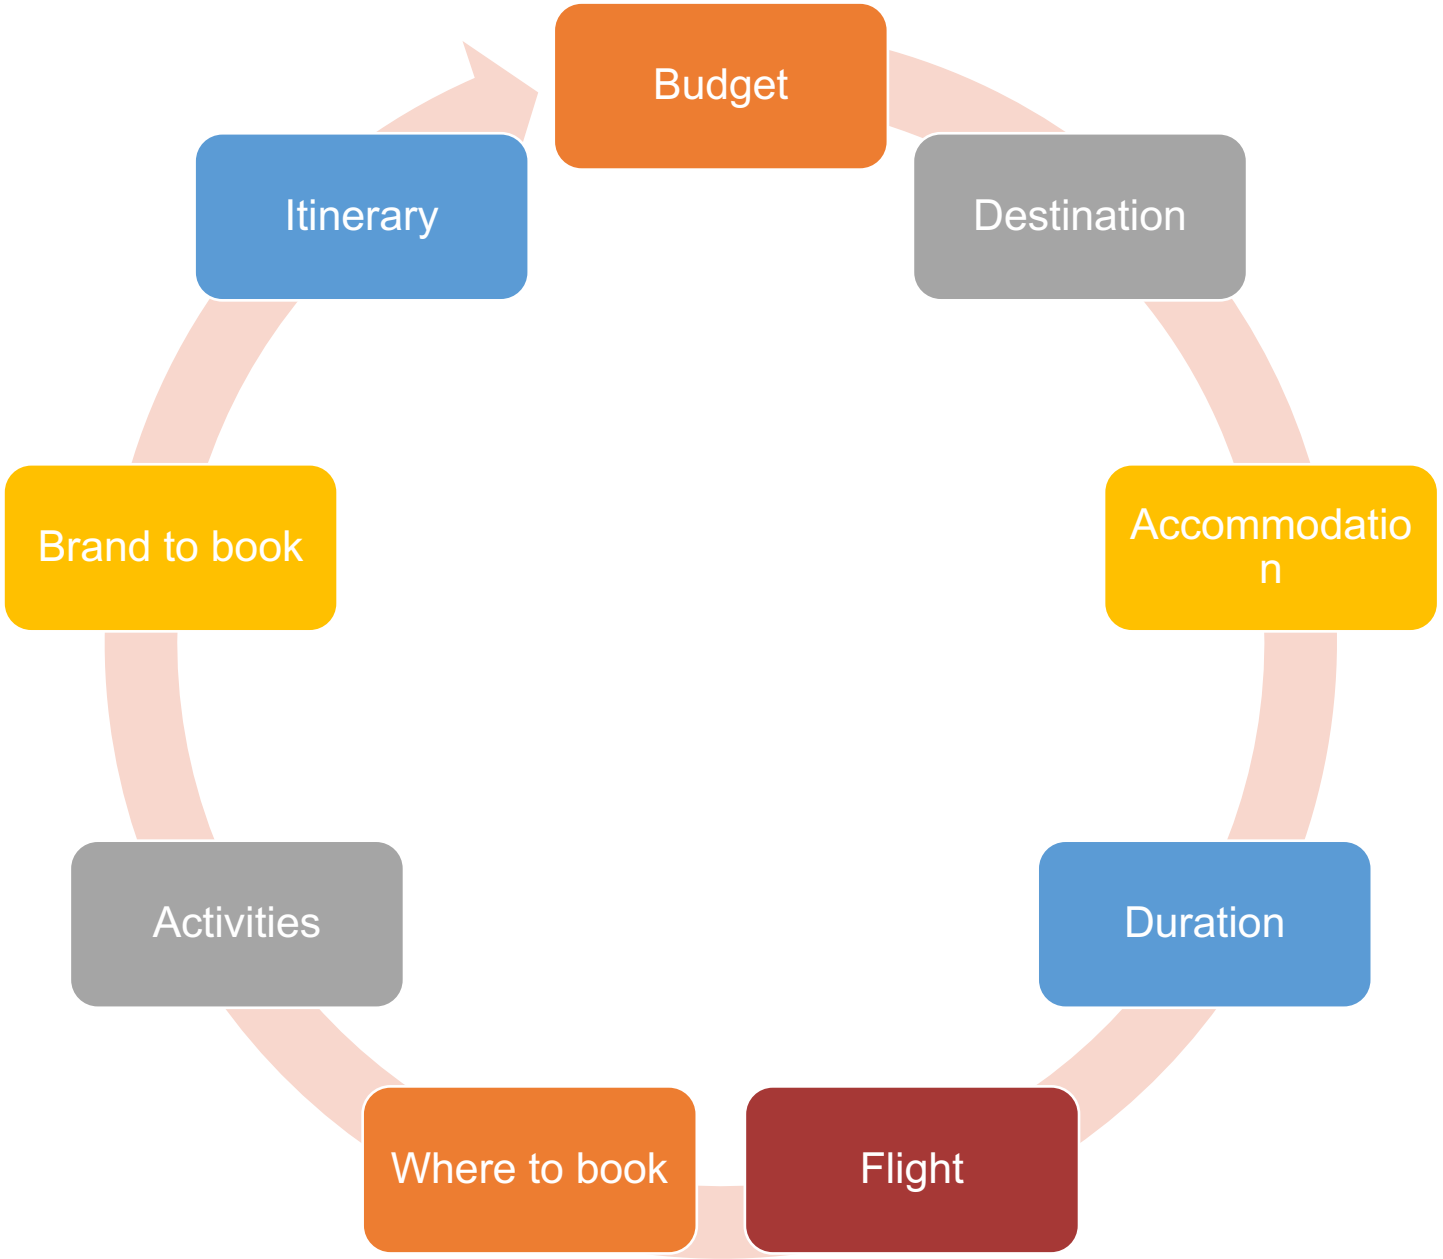 Budget
Destination
Accommodatio
n
Duration
Flight
Where to book
Activities
Brand to book
Itinerary